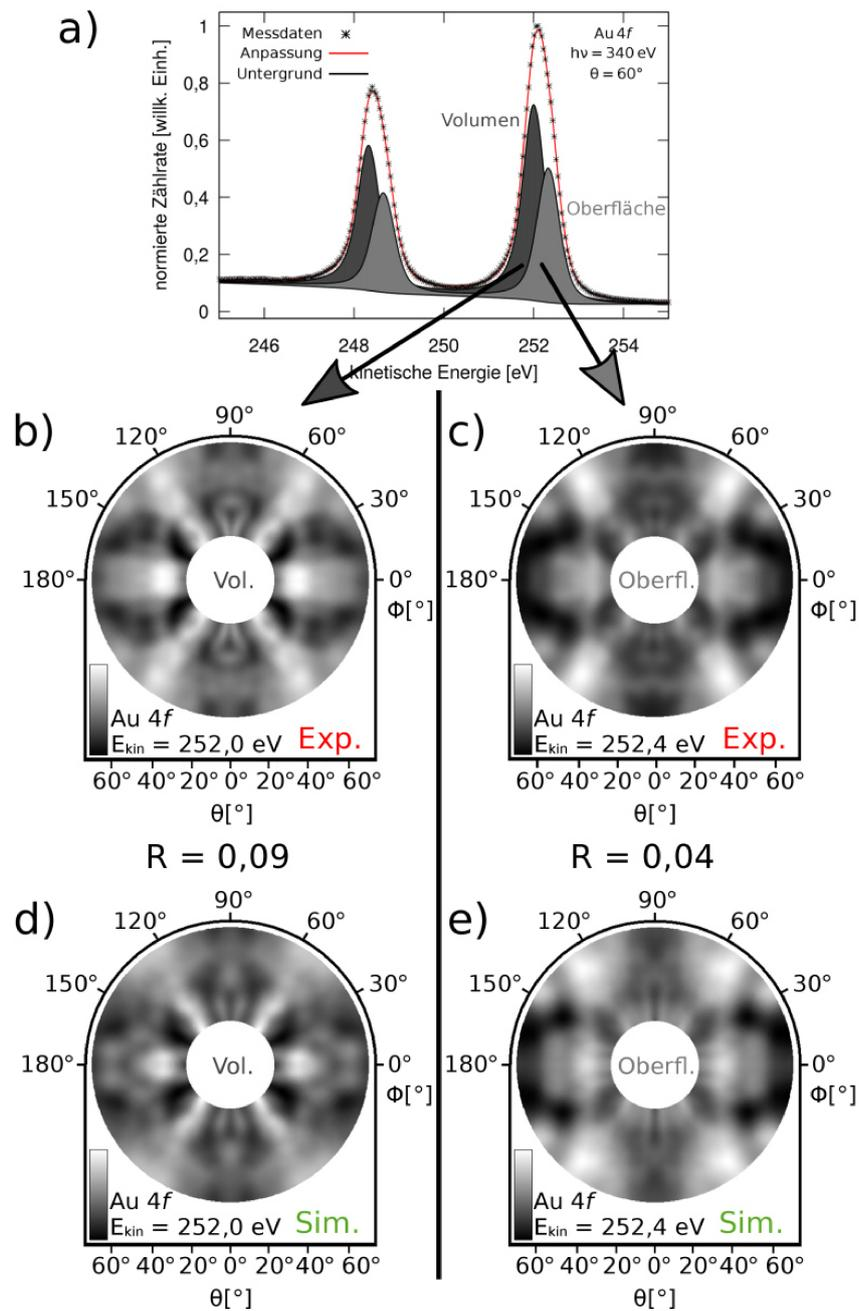 a)
Messdaten
Anpassung
Untergrund
Au 4f
hν = 340 eV
θ = 60°
Volumen
Oberfläche
normierte Zählrate [willk. Einh.]
1
0,8
0,6
0,4
0,2
0
246 248 250 252 254
kinetische Energie [eV]
b)
90°
120° 60°
150° 30°
180° Vol. 0°
Φ[°]
Au 4f
Ekin = 252,0 eV Exp.
60° 40° 20° 0° 20° 40° 60°
θ[°]
c)
90°
120° 60°
150° 30°
180° Oberfl. 0°
Φ[°]
Au 4f
Ekin = 252,4 eV Exp.
60° 40° 20° 0° 20° 40° 60°
θ[°]
R = 0,09
R = 0,04
d)
90°
120° 60°
150° 30°
180° Vol. 0°
Φ[°]
Au 4f
Ekin = 252,0 eV Sim.
60° 40° 20° 0° 20° 40° 60°
θ[°]
e)
90°
120° 60°
150° 30°
180° Oberfl. 0°
Φ[°]
Au 4f
Ekin = 252,4 eV Sim.
60° 40° 20° 0° 20° 40° 60°
θ[°]